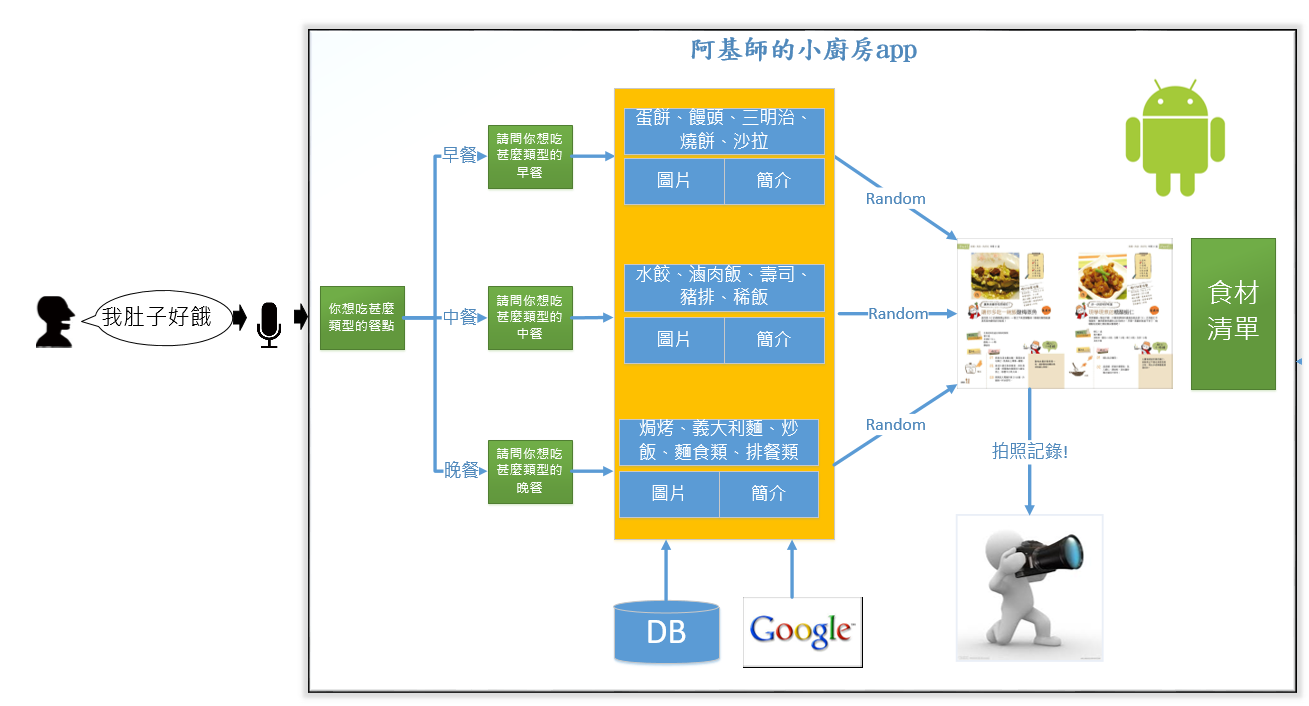 阿基師的小廚房app
我肚子好餓
你想吃甚麼
類型的餐點
早餐
請問你想吃
甚麼類型的
早餐
蛋餅、饅頭、三明治、
燒餅、沙拉
圖片
簡介
Random
中餐
請問你想吃
甚麼類型的
中餐
水餃、滷肉飯、壽司、
豬排、稀飯
圖片
簡介
Random
晚餐
請問你想吃
甚麼類型的
晚餐
焗烤、義大利麵、炒
飯、麵食類、排餐類
圖片
簡介
Random
食材
清單
拍照記錄!
DB
Google